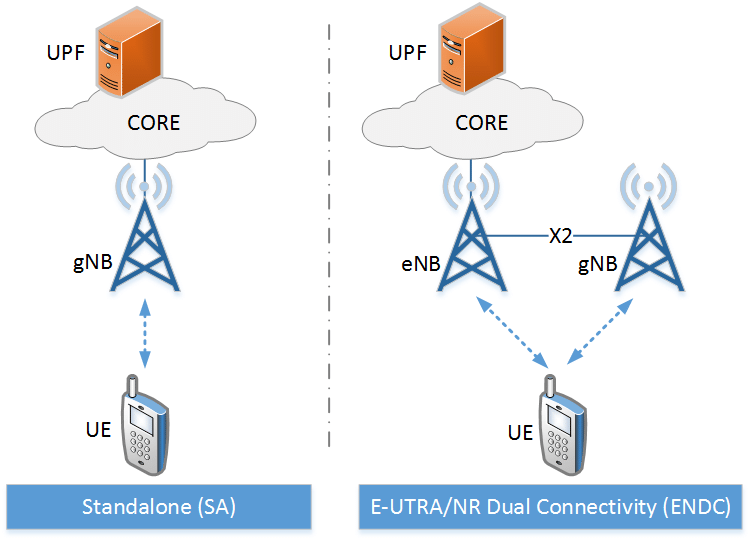 UPF
CORE
gNB
UE
Standalone (SA)
UPF
CORE
eNB
X2
gNB
UE
E-UTRA/NR Dual Connectivity (ENDC)